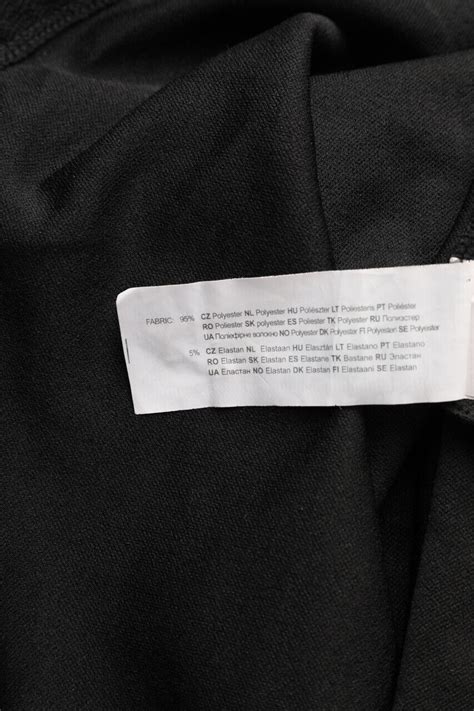 FABRIC: 95% CZ Polyester NL Polyester HU Poliészter LT Poliesteris PT Poliéster
RO Poliester SK polyester ES Poliester TK Polyester RU Полиэстер
UA Поліефірне волокно NO Polyester DK Polyester FI Polyesteri SE Polyester
5% CZ Elastan NL Elastaan HU Elasztán LT Elastano PT Elastano
RO Elastan SK Elastan ES Elastane TK Bastane RU Эластан
UA Еластан NO Elastan DK Elastan FI Elastaani SE Elastan